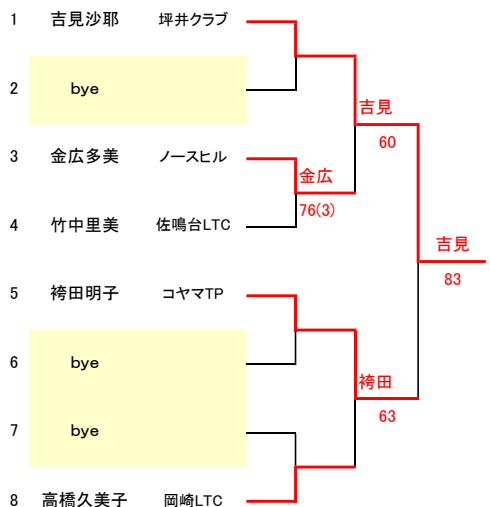 1 吉見沙耶 坪井クラブ
2 bye
吉見
60
3 金広多美 ノースヒル
金広
76(3)
4 竹中里美 佐鳴台LTC
吉見
83
5 袴田明子 コヤマTP
6 bye
袴田
63
7 bye
8 高橋久美子 岡崎LTC